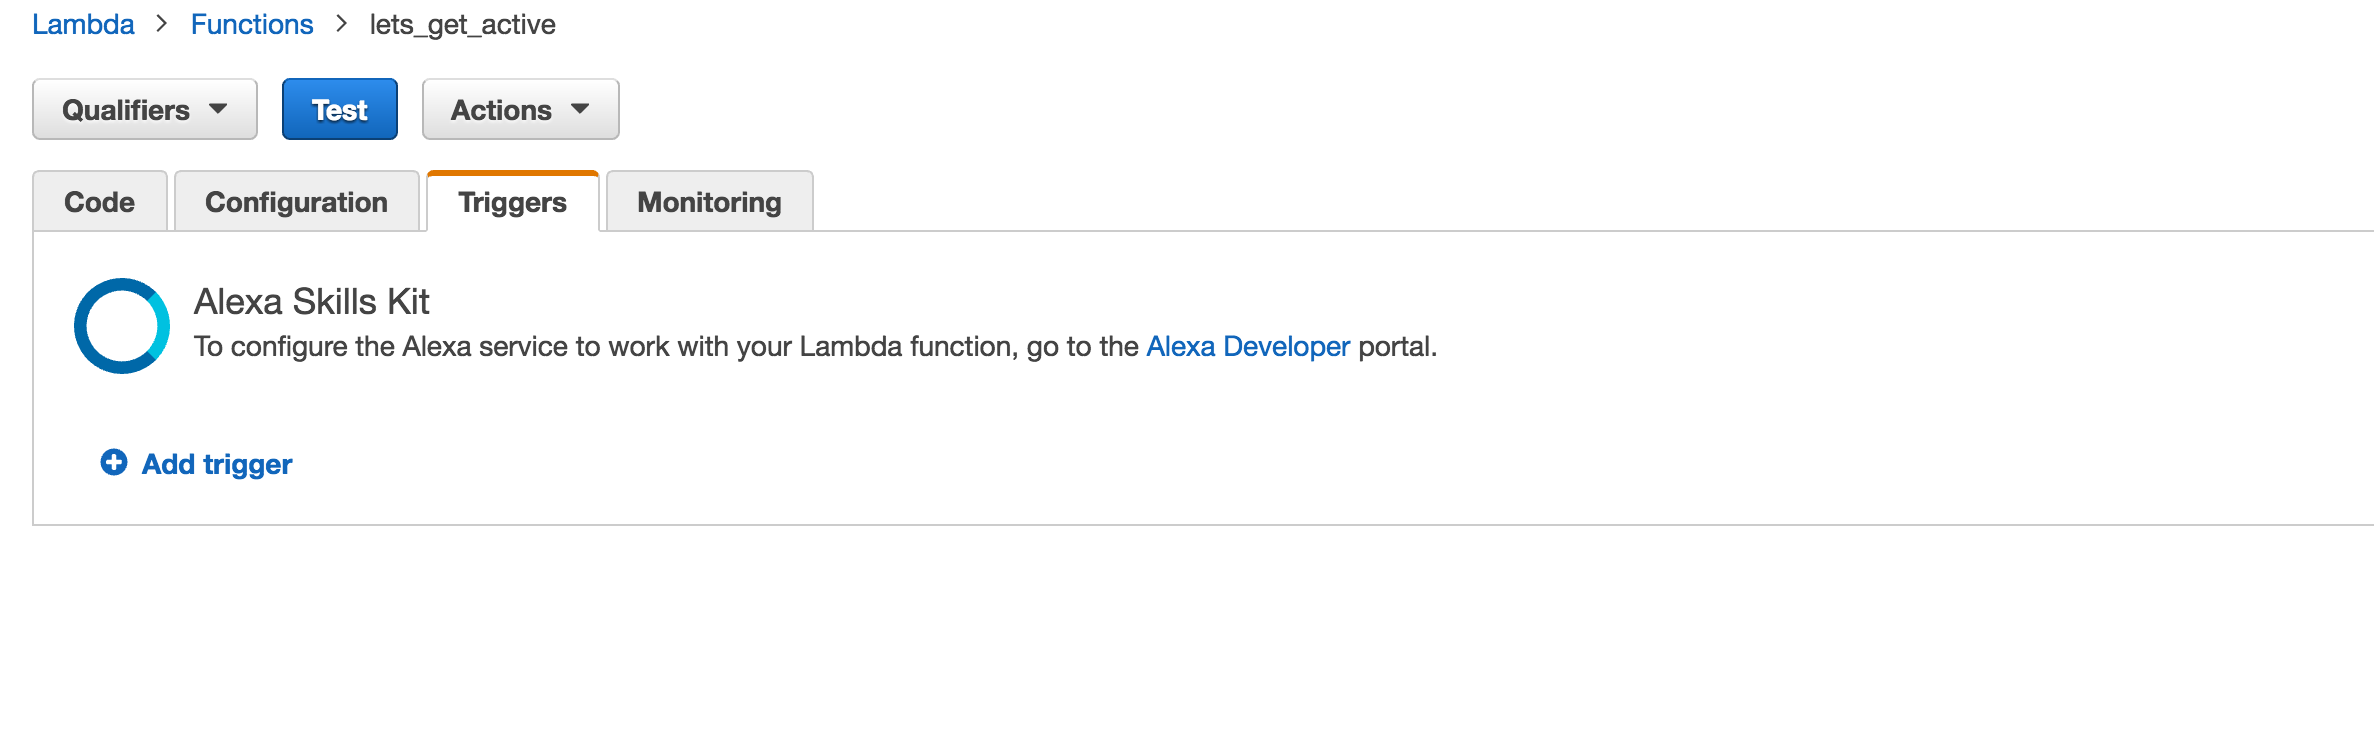 Lambda > Functions > lets_get_active
Qualifiers Test Actions
Code Configuration Triggers Monitoring
Alexa Skills Kit
To configure the Alexa service to work with your Lambda function, go to the Alexa Developer portal.
Add trigger